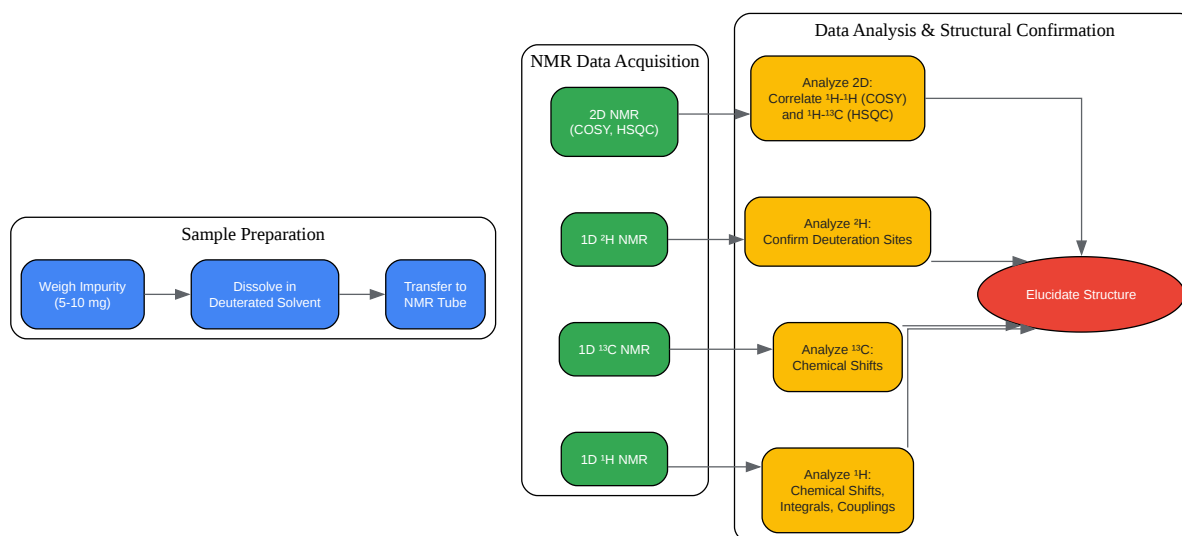 Sample Preparation
Weigh Impurity
(5-10 mg)
Dissolve in
Deuterated Solvent
Transfer to
NMR Tube
NMR Data Acquisition
2D NMR
(COSY, HSQC)
1D ²H NMR
1D ¹³C NMR
1D ¹H NMR
Data Analysis & Structural Confirmation
Analyze 2D:
Correlate ¹H-¹H (COSY)
and ¹H-¹³C (HSQC)
Analyze ²H:
Confirm Deuteration Sites
Analyze ¹³C:
Chemical Shifts
Analyze ¹H:
Chemical Shifts,
Integrals, Couplings
Elucidate Structure